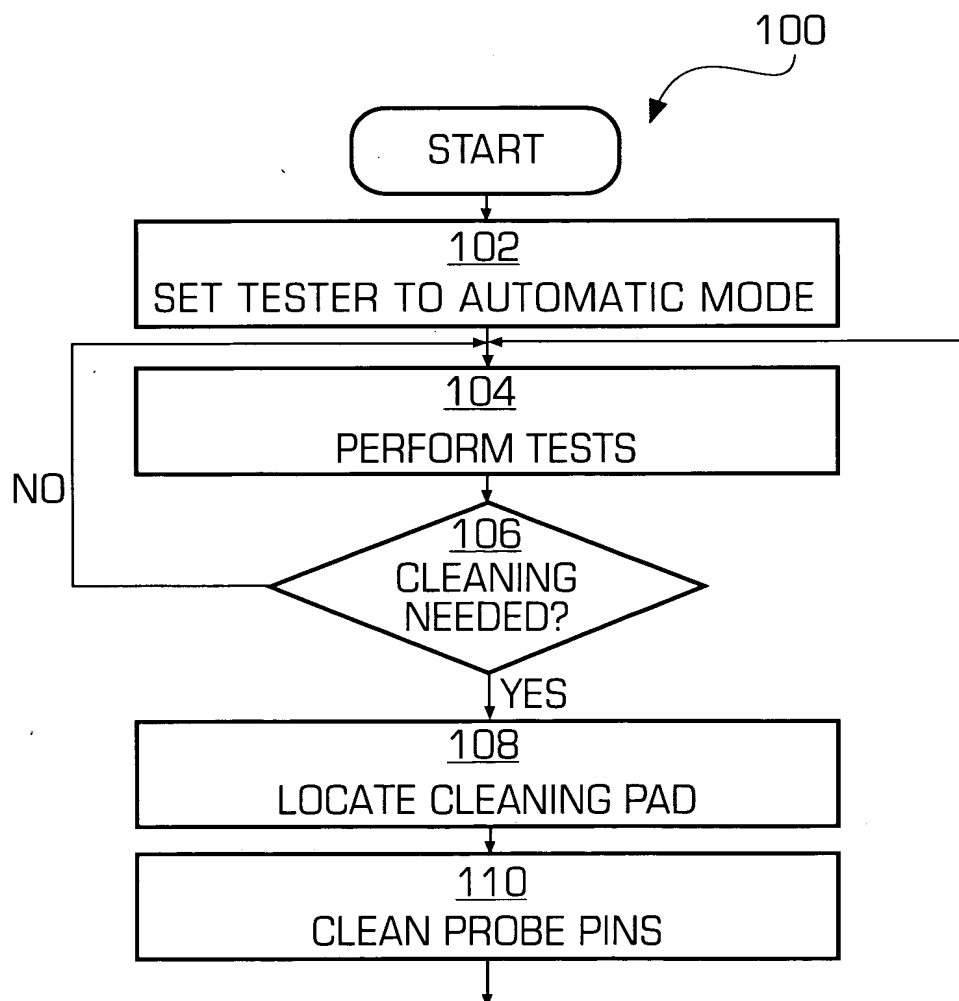 100
START
102
SET TESTER TO AUTOMATIC MODE
104
PERFORM TESTS
NO
106
CLEANING
NEEDED?
YES
108
LOCATE CLEANING PAD
110
CLEAN PROBE PINS